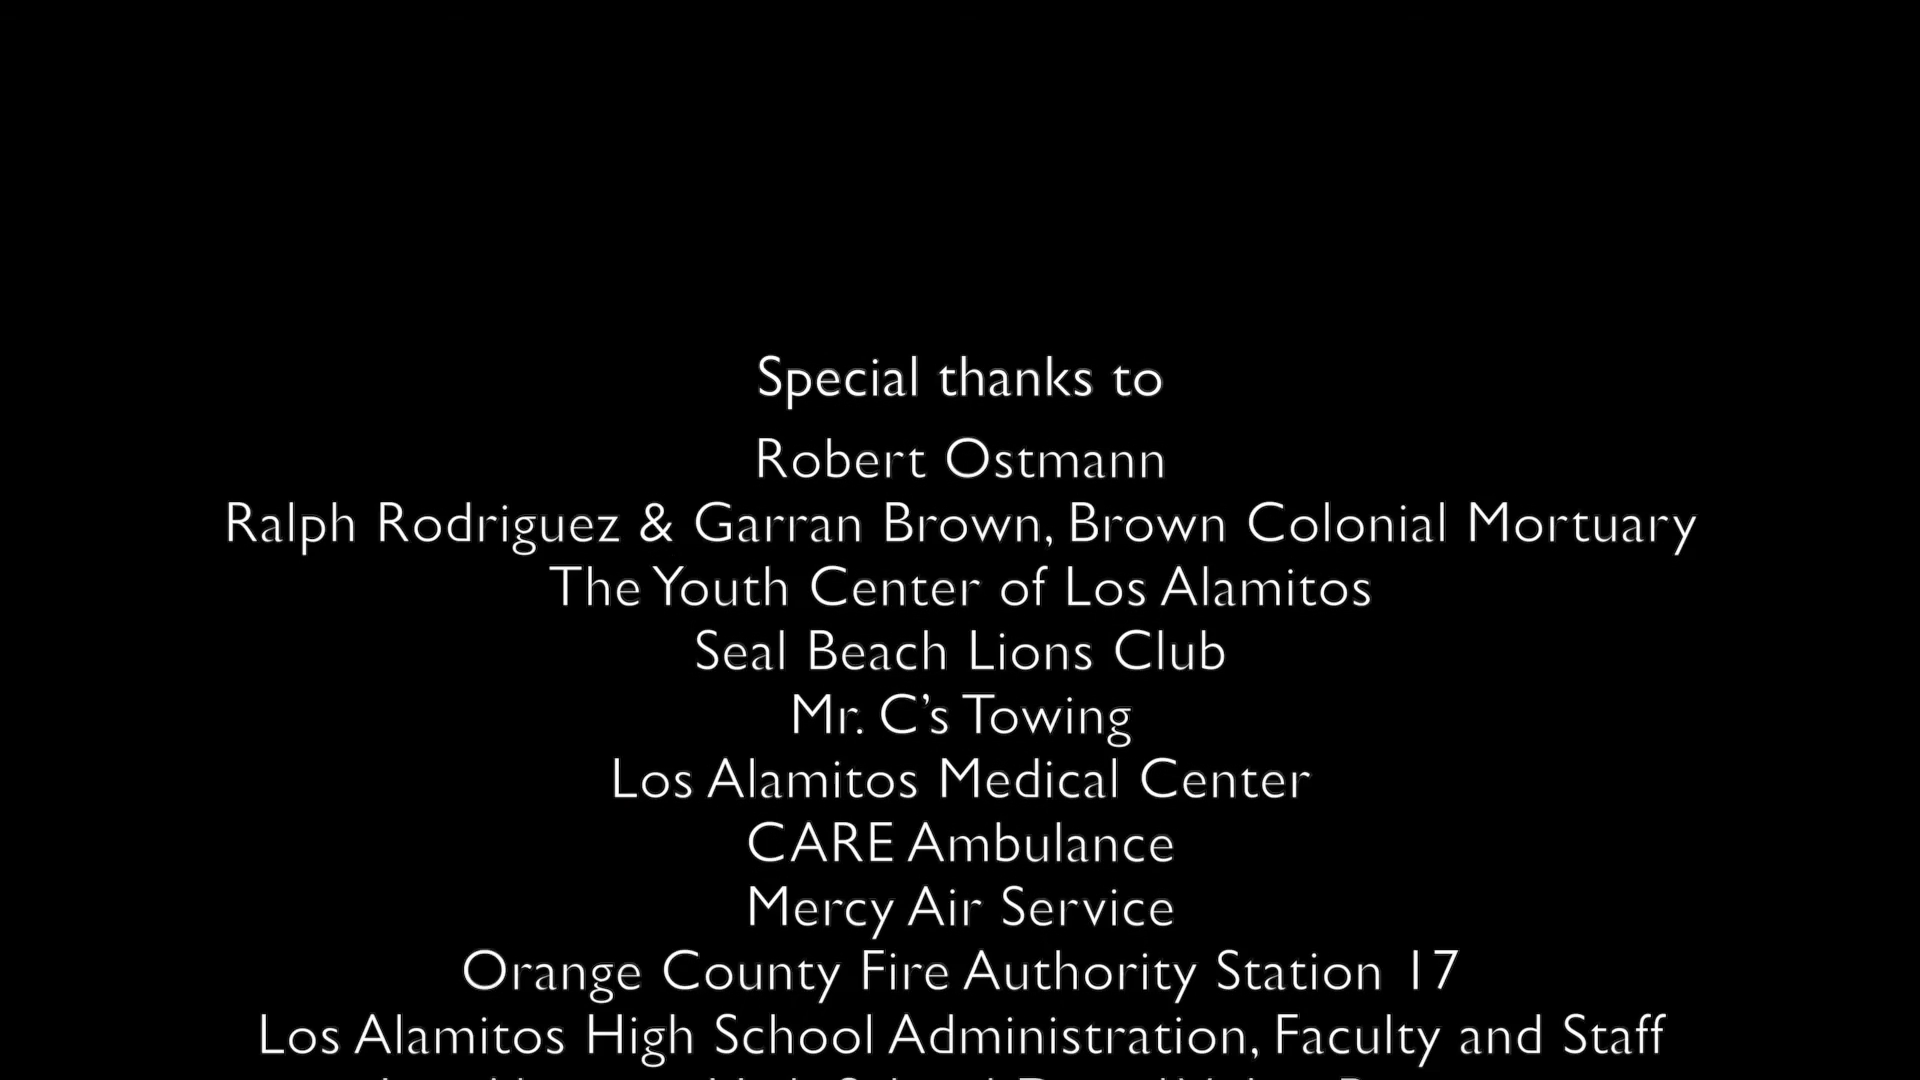 Special thanks to
Robert Ostmann
Ralph Rodriguez & Garran Brown, Brown Colonial Mortuary
The Youth Center of Los Alamitos
Seal Beach Lions Club
Mr. C’s Towing
Los Alamitos Medical Center
CARE Ambulance
Mercy Air Service
Orange County Fire Authority Station 17
Los Alamitos High School Administration, Faculty and Staff